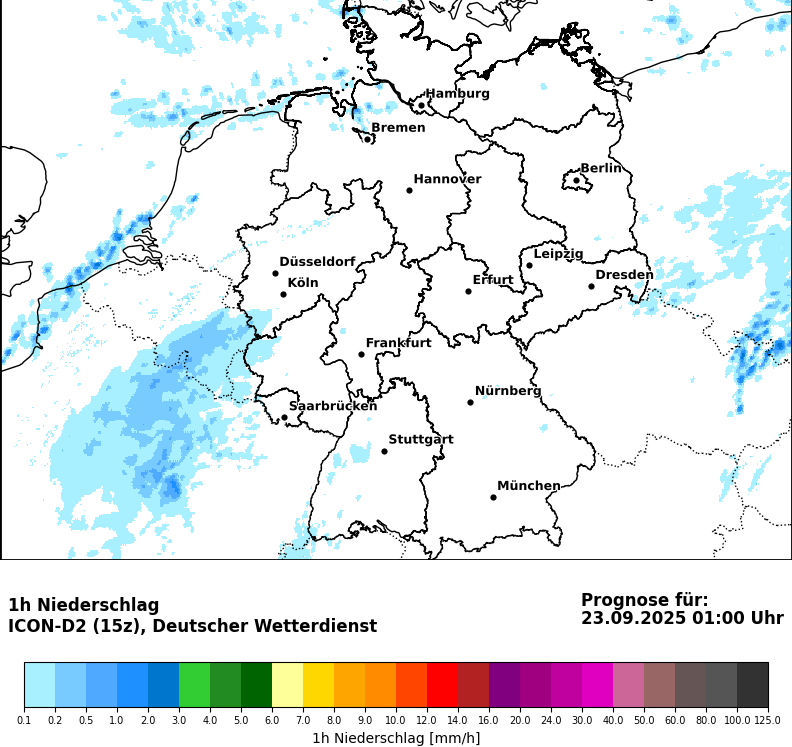 Hamburg
Bremen
Berlin
Hannover
Leipzig
Düsseldorf
Dresden
Köln
Erfurt
Frankfurt
Nürnberg
Saarbrücken
Stuttgart
München
1h Niederschlag
ICON-D2 (15z), Deutscher Wetterdienst
Prognose für:
23.09.2025 01:00 Uhr
0.1 0.2 0.5 1.0 2.0 3.0 4.0 5.0 6.0 7.0 8.0 9.0 10.0 12.0 14.0 16.0 20.0 24.0 30.0 40.0 50.0 60.0 80.0 100.0 125.0
1h Niederschlag [mm/h]